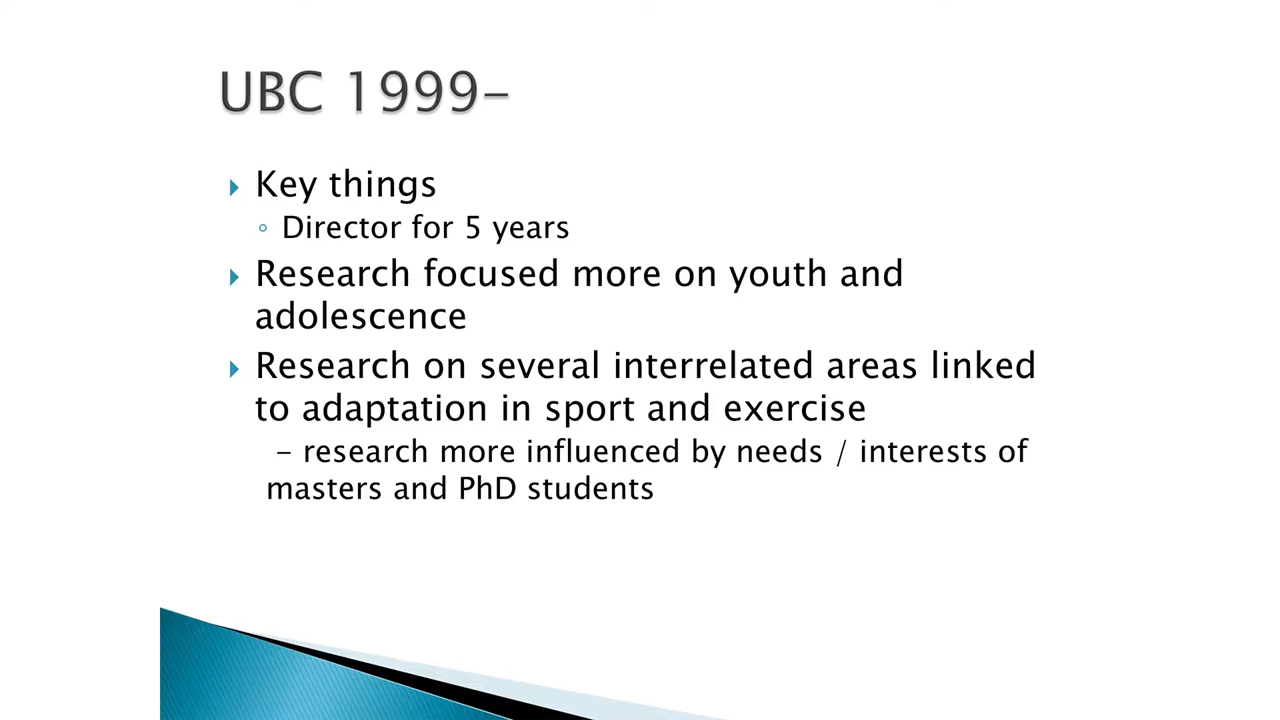 UBC 1999-
Key things
Director for 5 years
Research focused more on youth and
adolescence
Research on several interrelated areas linked
to adaptation in sport and exercise
– research more influenced by needs / interests of
masters and PhD students